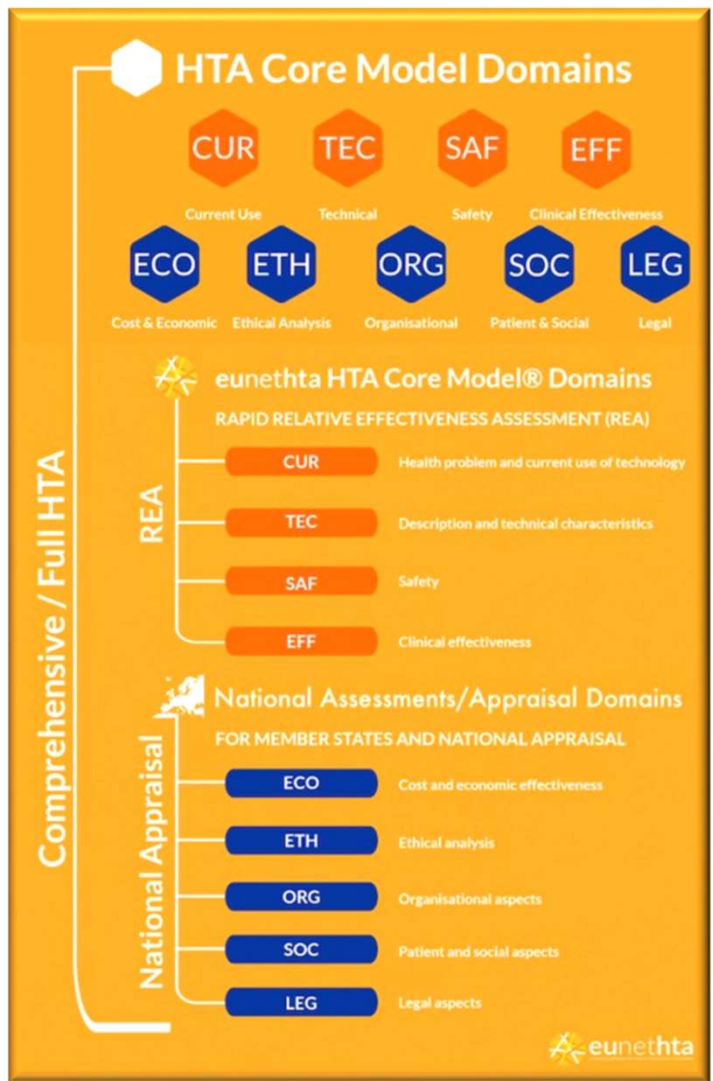 HTA Core Model Domains
CUR TEC SAF EFF
Current Use Technical Safety Clinical Effectiveness
ECO ETH ORG SOC LEG
Cost & Economic Ethical Analysis Organisational Patient & Social Legal
Comprehensive / Full HTA
eunethta HTA Core Model® Domains
RAPID RELATIVE EFFECTIVENESS ASSESSMENT (REA)
REA
CUR Health problem and current use of technology
TEC Description and technical characteristics
SAF Safety
EFF Clinical effectiveness
National Assessments/Appraisal Domains
FOR MEMBER STATES AND NATIONAL APPRAISAL
National Appraisal
ECO Cost and economic effectiveness
ETH Ethical analysis
ORG Organisational aspects
SOC Patient and social aspects
LEG Legal aspects
eunethta